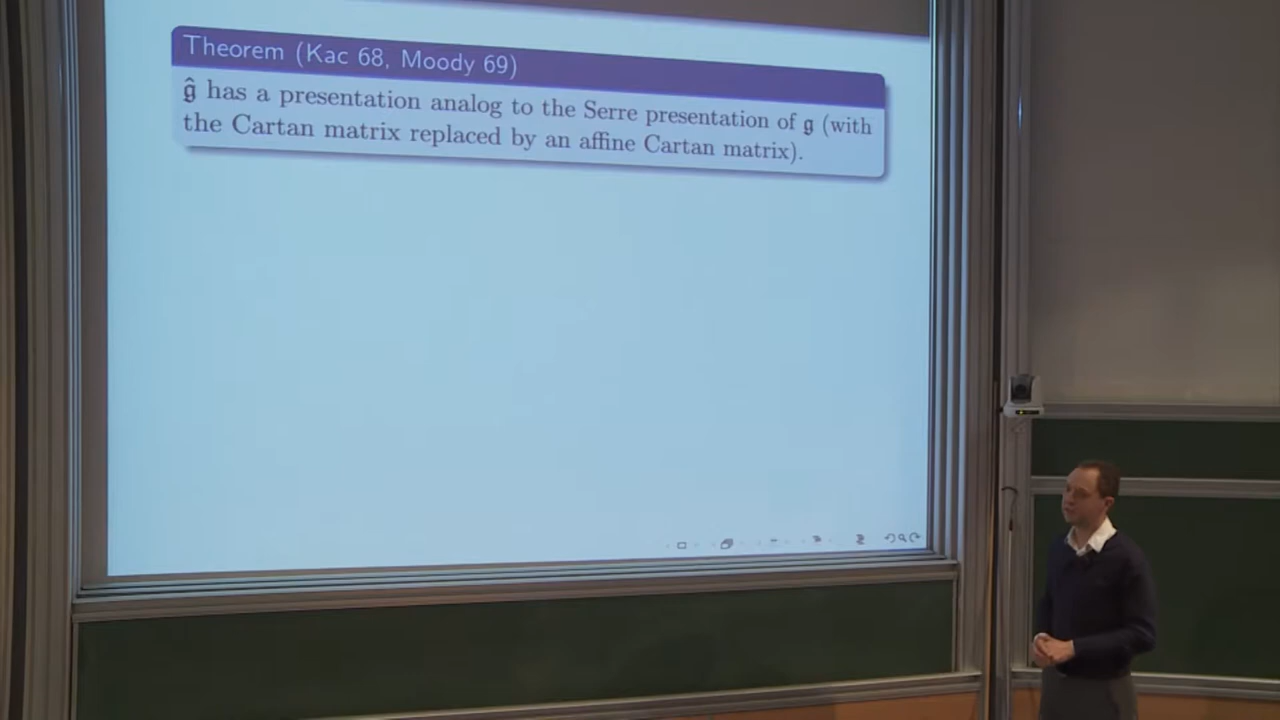 Theorem (Kac 68, Moody 69)
𝔤̂ has a presentation analog to the Serre presentation of 𝔤 (with
the Cartan matrix replaced by an affine Cartan matrix).